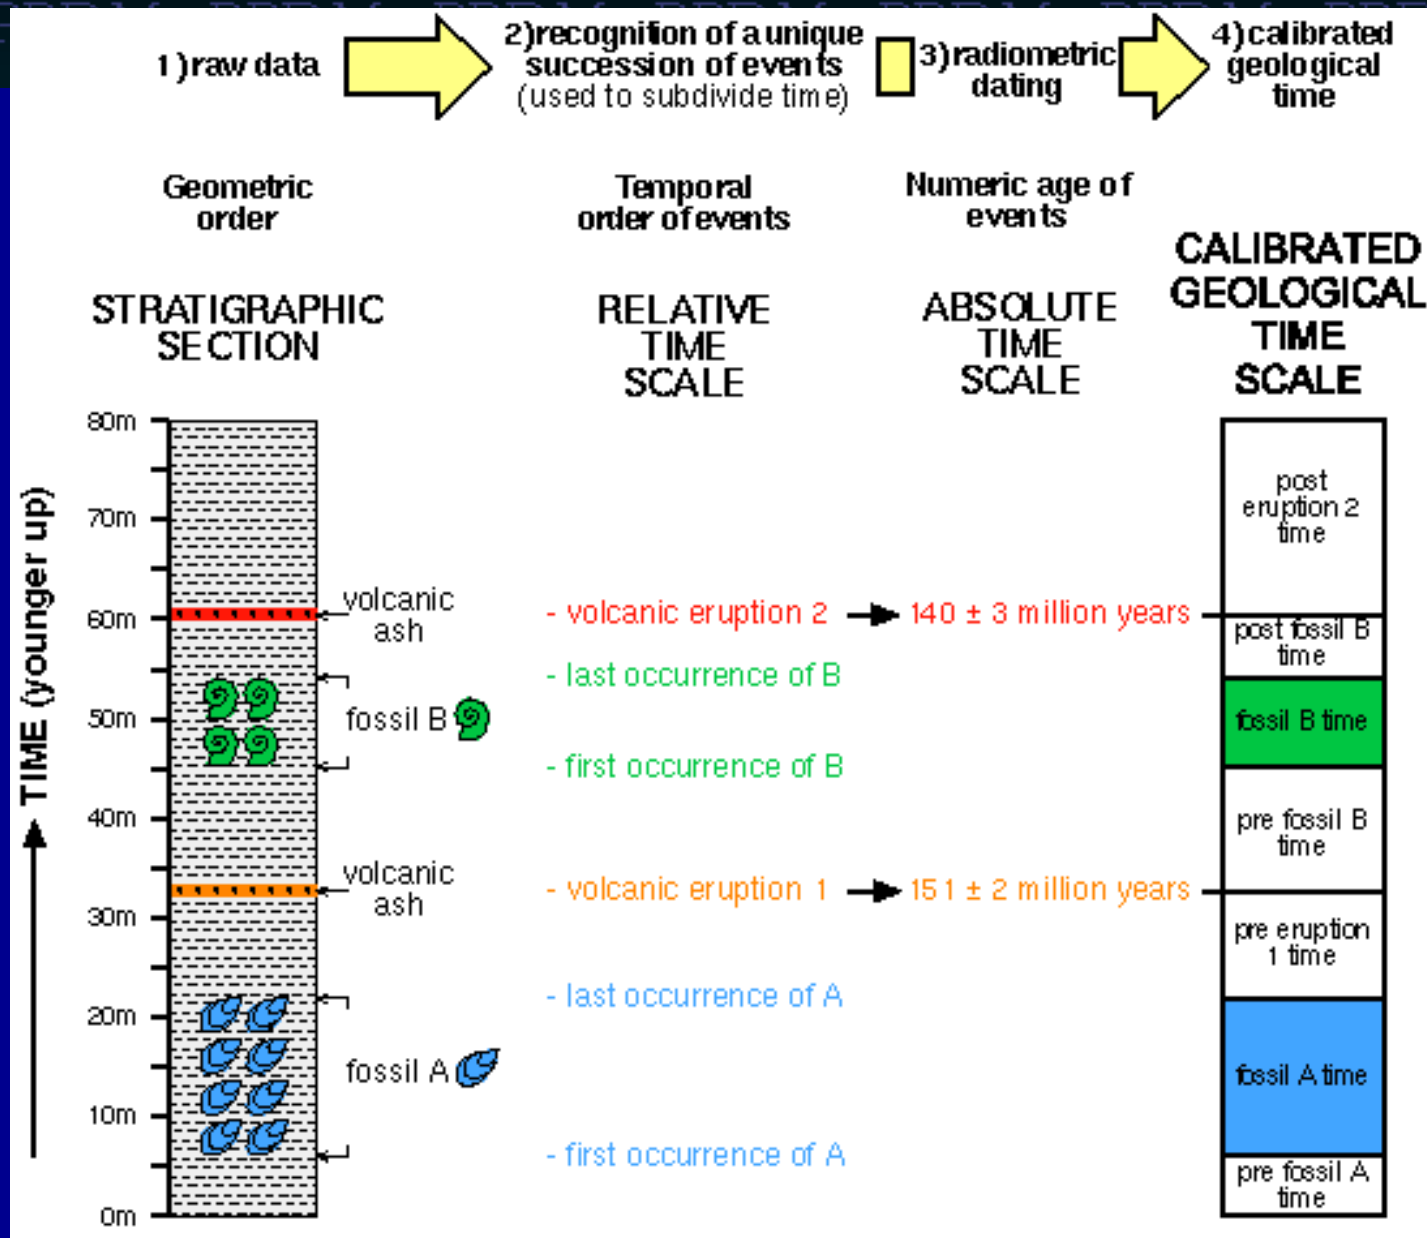 1)raw data
2)recognition of a unique
succession of events
(used to subdivide time)
3)radiometric
dating
4)calibrated
geological
time
Geometric
order
Temporal
order of events
Numeric age of
events
STRATIGRAPHIC
SECTION
RELATIVE
TIME
SCALE
ABSOLUTE
TIME
SCALE
CALIBRATED
GEOLOGICAL
TIME
SCALE
TIME (younger up)
80m
70m
60m
50m
40m
30m
20m
10m
0m
volcanic
ash
fossil B
volcanic
ash
fossil A
- volcanic eruption 2
- last occurrence of B
- first occurrence of B
- volcanic eruption 1
- last occurrence of A
- first occurrence of A
140 ± 3 million years
151 ± 2 million years
post
eruption 2
time
post fossil B
time
fossil B time
pre fossil B
time
pre eruption
1 time
fossil A time
pre fossil A
time